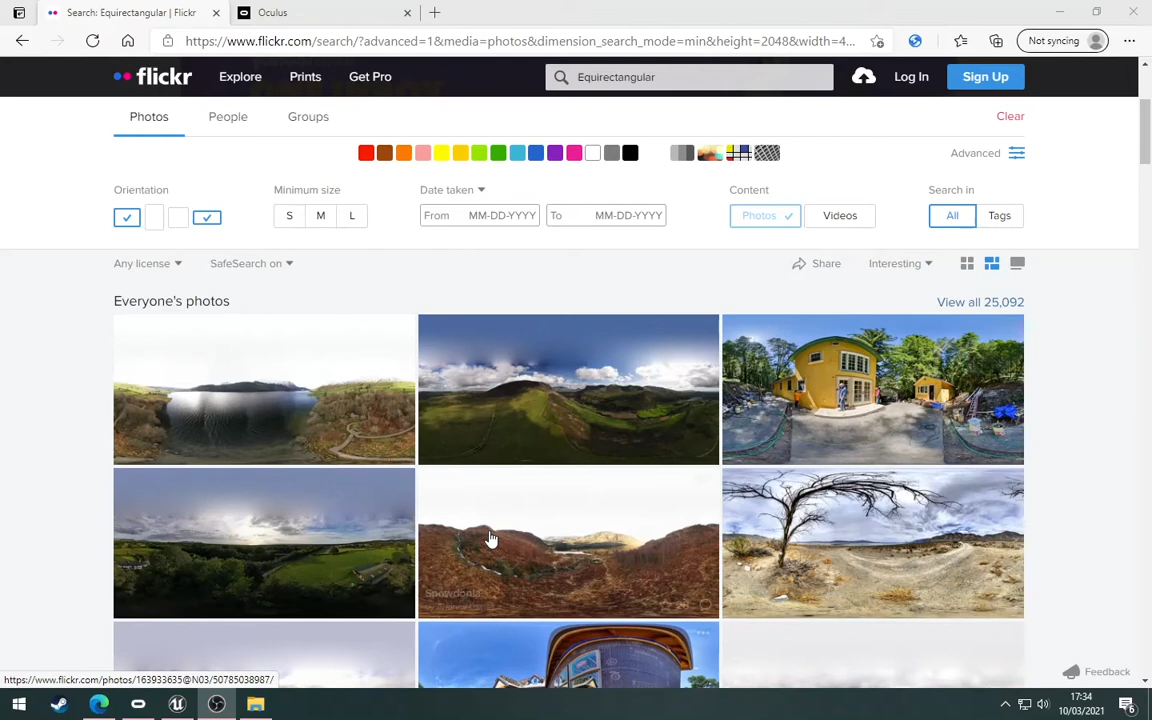 Search: Equirectangular | Flickr
Oculus
https://www.flickr.com/search/?advanced=1&media=photos&dimension_search_mode=min&height=2048&width=4...
Not syncing
flickr
Explore
Prints
Get Pro
Equirectangular
Log In
Sign Up
Photos
People
Groups
Clear
Advanced
Orientation
Minimum size
Date taken
Content
Search in
S
M
L
From MM-DD-YYYY
To MM-DD-YYYY
Photos
Videos
All
Tags
Any license
SafeSearch on
Share
Interesting
Everyone's photos
View all 25,092
Snowdonia
Feedback
https://www.flickr.com/photos/163933635@N03/50785038987/
17:34
10/03/2021
6